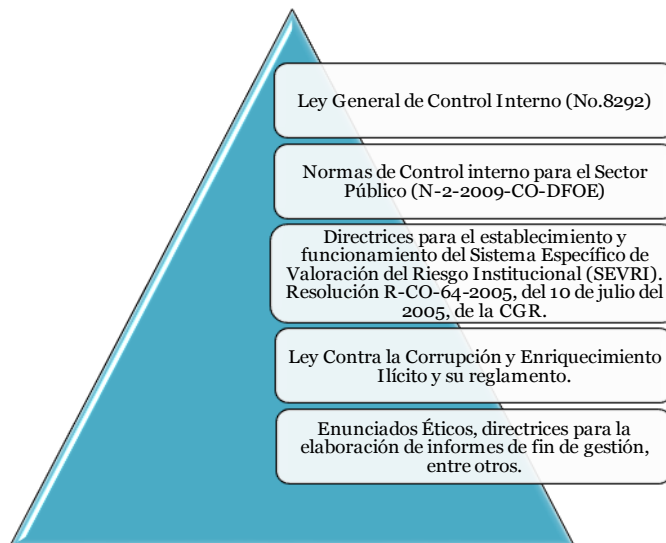 Ley General de Control Interno (No.8292)
Normas de Control interno para el Sector
Público (N-2-2009-CO-DFOE)
Directrices para el establecimiento y
funcionamiento del Sistema Específico de
Valoración del Riesgo Institucional (SEVRI).
Resolución R-CO-64-2005, del 10 de julio del
2005, de la CGR.
Ley Contra la Corrupción y Enriquecimiento
Ilícito y su reglamento.
Enunciados Éticos, directrices para la
elaboración de informes de fin de gestión,
entre otros.